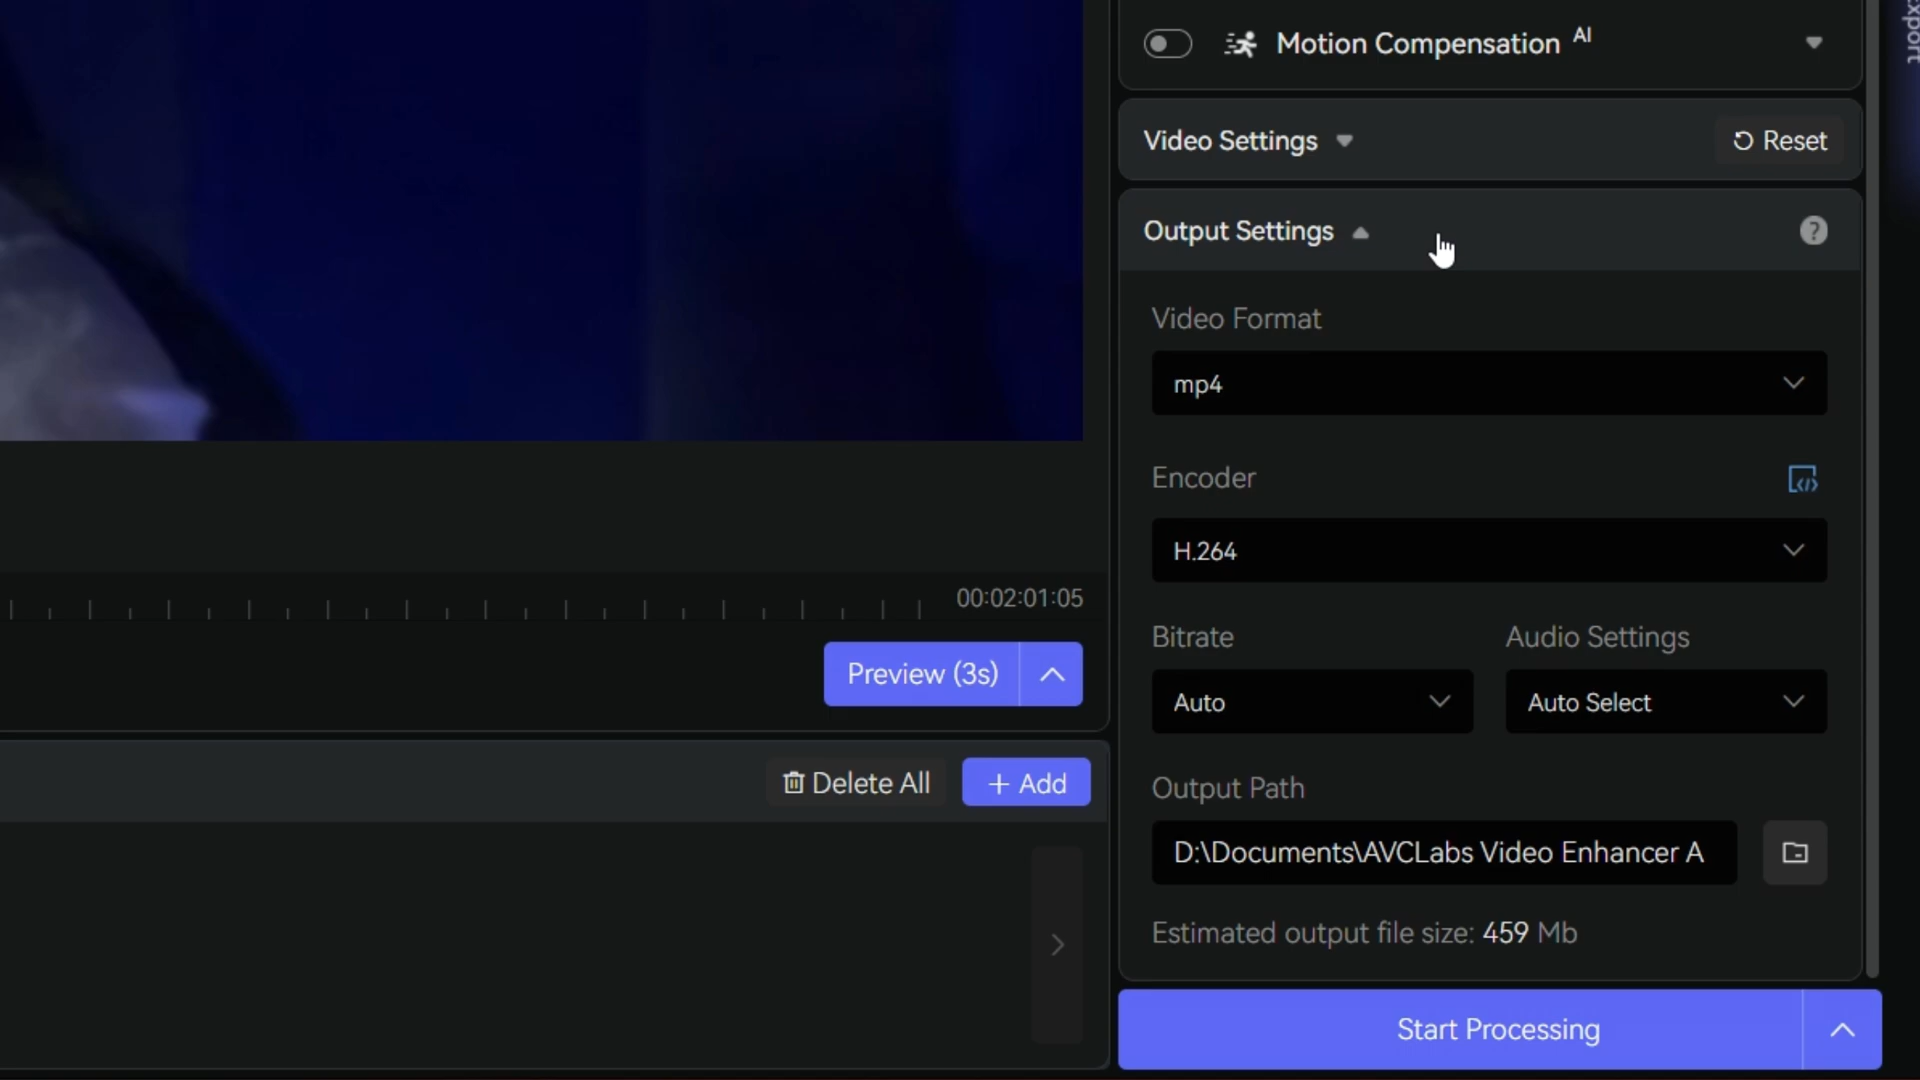 Motion Compensation AI
xport
Video Settings
Reset
Output Settings
?
Video Format
mp4
Encoder
H.264
Bitrate
Audio Settings
Auto
Auto Select
Output Path
D:\Documents\AVCLabs Video Enhancer A
Estimated output file size: 459 Mb
Start Processing
00:02:01:05
Preview (3s)
Delete All
+ Add